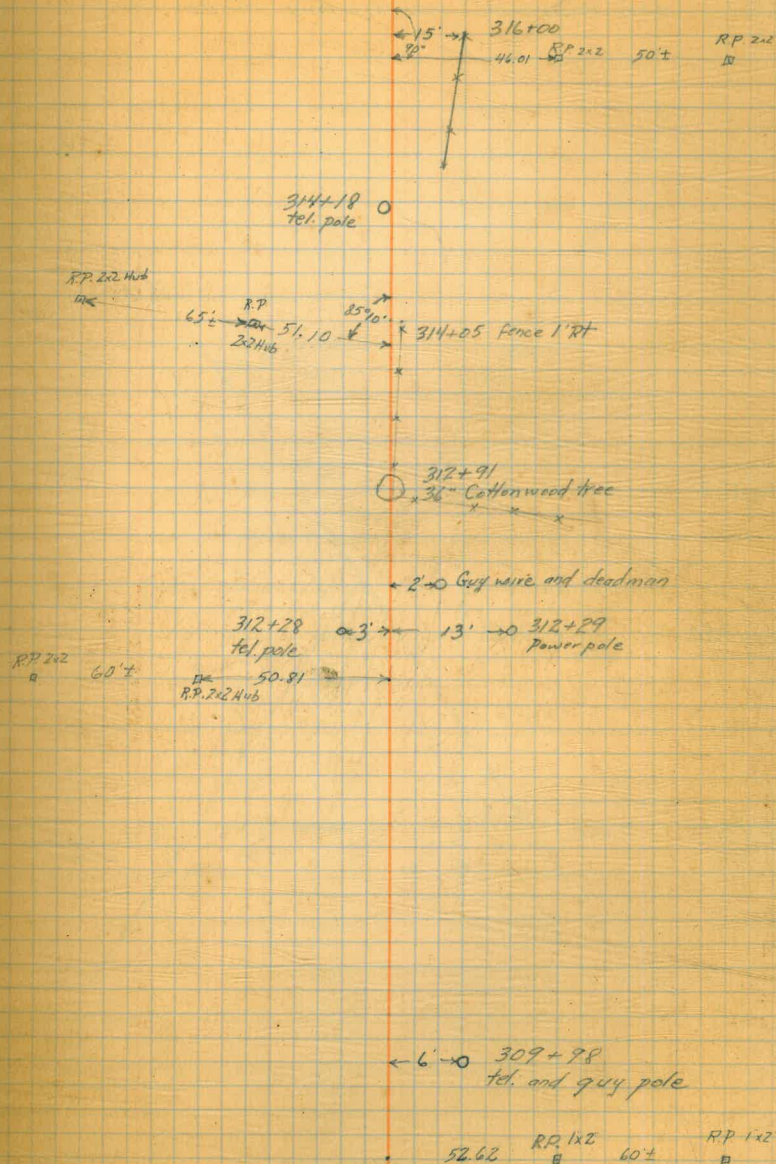 15' 316+00
90°
46.01 R.P. 2x2 50'± R.P. 2x2
314+18
tel. pole
R.P. 2x2 Hub
65'± R.P 51.10 85°10'
2x2 Hub
314+05 fence 1' Rt
312+91
36" Cottonwood tree
2' Guy wire and deadman
312+28 3' 13' 312+29
tel. pole Power pole
R.P. 2x2 60'± 50.81
R.P. 2x2 Hub
6' 309+98
tel. and guy pole
52.62 R.P. 1x2 60'± R.P. 1x2